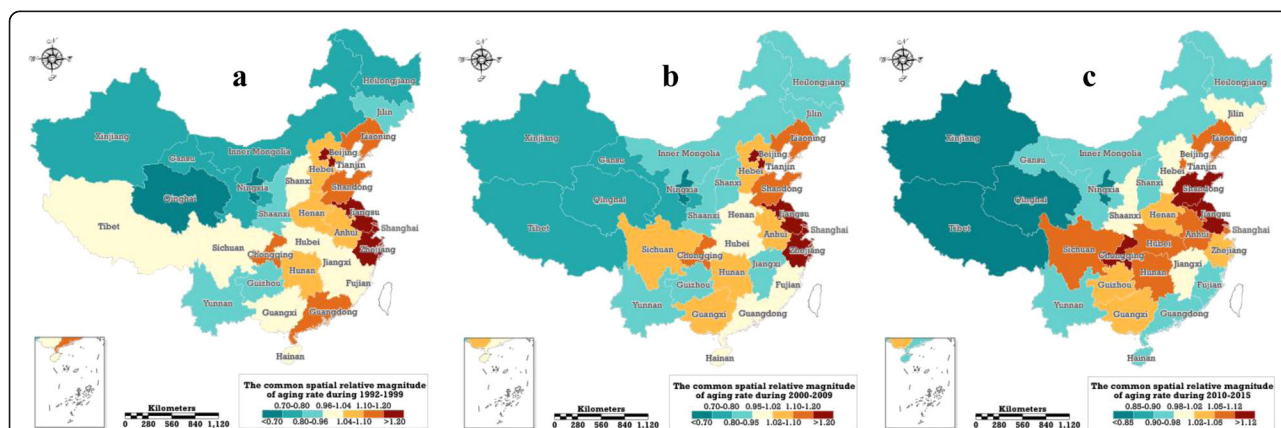 a
Heilongjiang
Jilin
Liaoning
Xinjiang
Gansu
Inner Mongolia
Beijing
Tianjin
Hebei
Ningxia
Shanxi
Shandong
Qinghai
Shaanxi
Henan
Jiangsu
Tibet
Anhui
Shanghai
Sichuan
Hubei
Chongqing
Zhejiang
Hunan
Jiangxi
Guizhou
Fujian
Yunnan
Guangxi
Guangdong
Hainan
Kilometers
0 280 560 840 1,120
The common spatial relative magnitude
of aging rate during 1992-1999
0.70-0.80 0.96-1.04 1.10-1.20
<0.70 0.80-0.96 1.04-1.10 >1.20
b
Heilongjiang
Jilin
Liaoning
Xinjiang
Gansu
Inner Mongolia
Beijing
Tianjin
Hebei
Ningxia
Shanxi
Shandong
Qinghai
Shaanxi
Henan
Jiangsu
Tibet
Anhui
Shanghai
Sichuan
Hubei
Chongqing
Zhejiang
Hunan
Jiangxi
Guizhou
Fujian
Yunnan
Guangxi
Guangdong
Hainan
Kilometers
0 280 560 840 1,120
The common spatial relative magnitude
of aging rate during 2000-2009
0.70-0.80 0.95-1.02 1.10-1.20
<0.70 0.80-0.95 1.02-1.10 >1.20
c
Heilongjiang
Jilin
Liaoning
Xinjiang
Gansu
Inner Mongolia
Beijing
Tianjin
Hebei
Ningxia
Shanxi
Shandong
Qinghai
Shaanxi
Henan
Jiangsu
Tibet
Anhui
Shanghai
Sichuan
Hubei
Chongqing
Zhejiang
Hunan
Jiangxi
Guizhou
Fujian
Yunnan
Guangxi
Guangdong
Hainan
Kilometers
0 280 560 840 1,120
The common spatial relative magnitude
of aging rate during 2010-2015
0.85-0.90 0.98-1.02 1.05-1.12
<0.85 0.90-0.98 1.02-1.05 >1.12